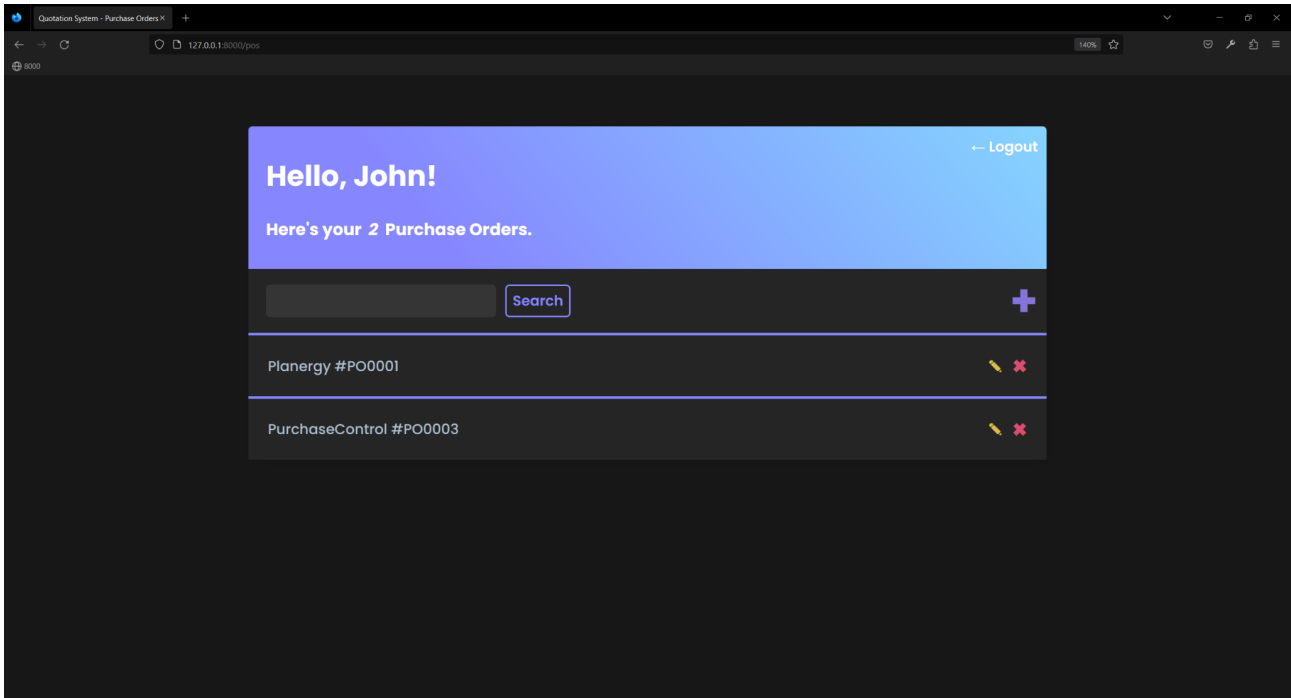 Quotation System - Purchase Orders
127.0.0.1:8000/pos
140%
8000
← Logout
Hello, John!
Here's your 2 Purchase Orders.
Search
Planergy #PO0001
PurchaseControl #PO0003